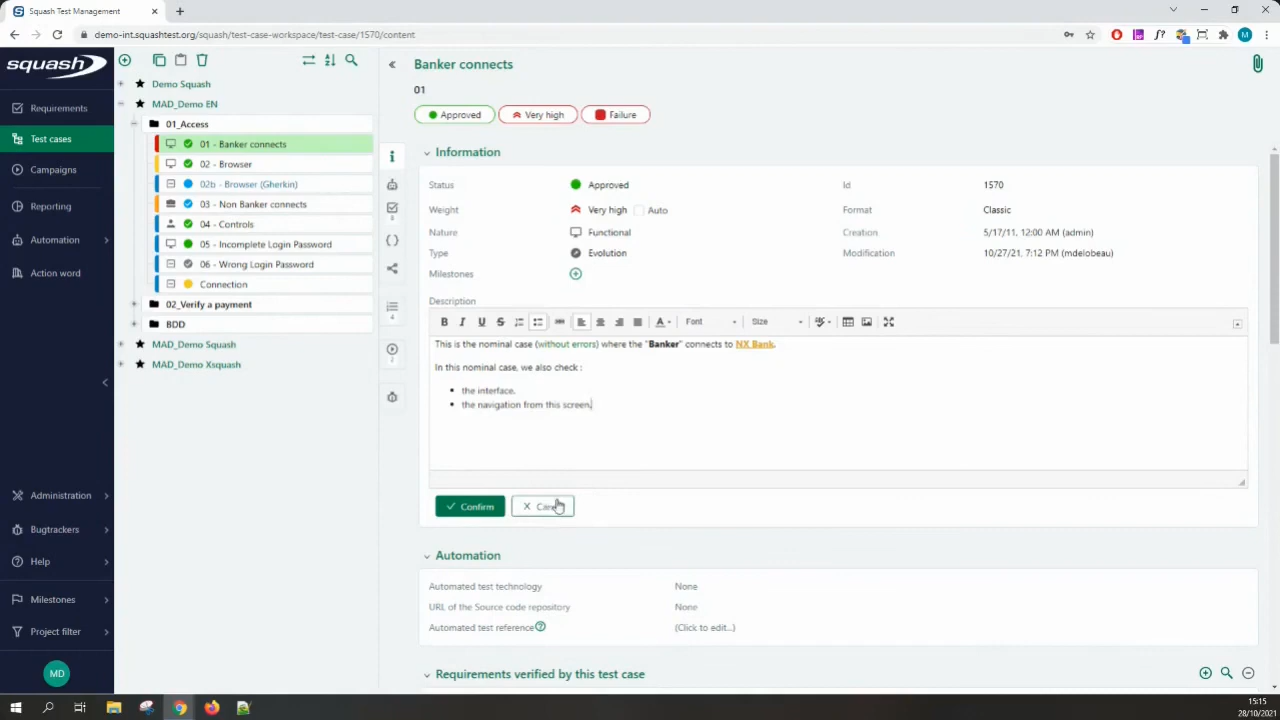 Squash Test Management
demo-int.squashtest.org/squash/test-case-workspace/test-case/1570/content
M
squash
Requirements
Test cases
Campaigns
Reporting
Automation
Action word
Administration
Bugtrackers
Help
Milestones
Project filter
MD
Demo Squash
MAD_Demo EN
01_Access
01 - Banker connects
02 - Browser
02b - Browser (Gherkin)
03 - Non Banker connects
04 - Controls
05 - Incomplete Login Password
06 - Wrong Login Password
Connection
02_Verify a payment
BDD
MAD_Demo Squash
MAD_Demo Xsquash
Banker connects
01
Approved Very high Failure
Information
Status Approved Id 1570
Weight Very high Auto Format Classic
Nature Functional Creation 5/17/11, 12:00 AM (admin)
Type Evolution Modification 10/27/21, 7:12 PM (mdelobeau)
Milestones
Description
B I U S A Font Size
This is the nominal case (without errors) where the "Banker" connects to NX Bank.
In this nominal case, we also check :
the interface.
the navigation from this screen.
Confirm
Automation
Automated test technology None
URL of the Source code repository None
Automated test reference (Click to edit...)
Requirements verified by this test case
15:15
28/10/2021